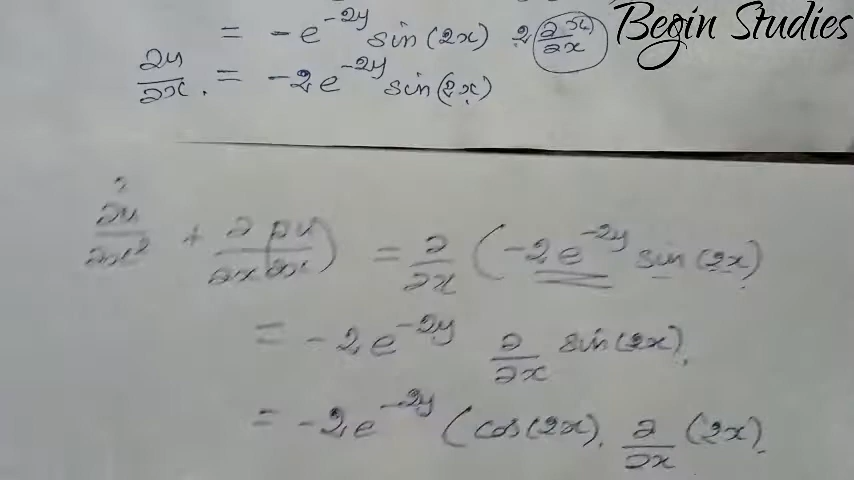 = -e^{-2y} sin(2x) 2 ∂(x)/∂x Begin Studies
∂u/∂x = -2e^{-2y} sin(2x)
∂²u/∂x² + ∂/∂x (∂u/∂x) = ∂/∂x (-2e^{-2y} sin(2x))
= -2e^{-2y} ∂/∂x sin(2x)
= -2e^{-2y} (cos(2x). ∂/∂x (2x)